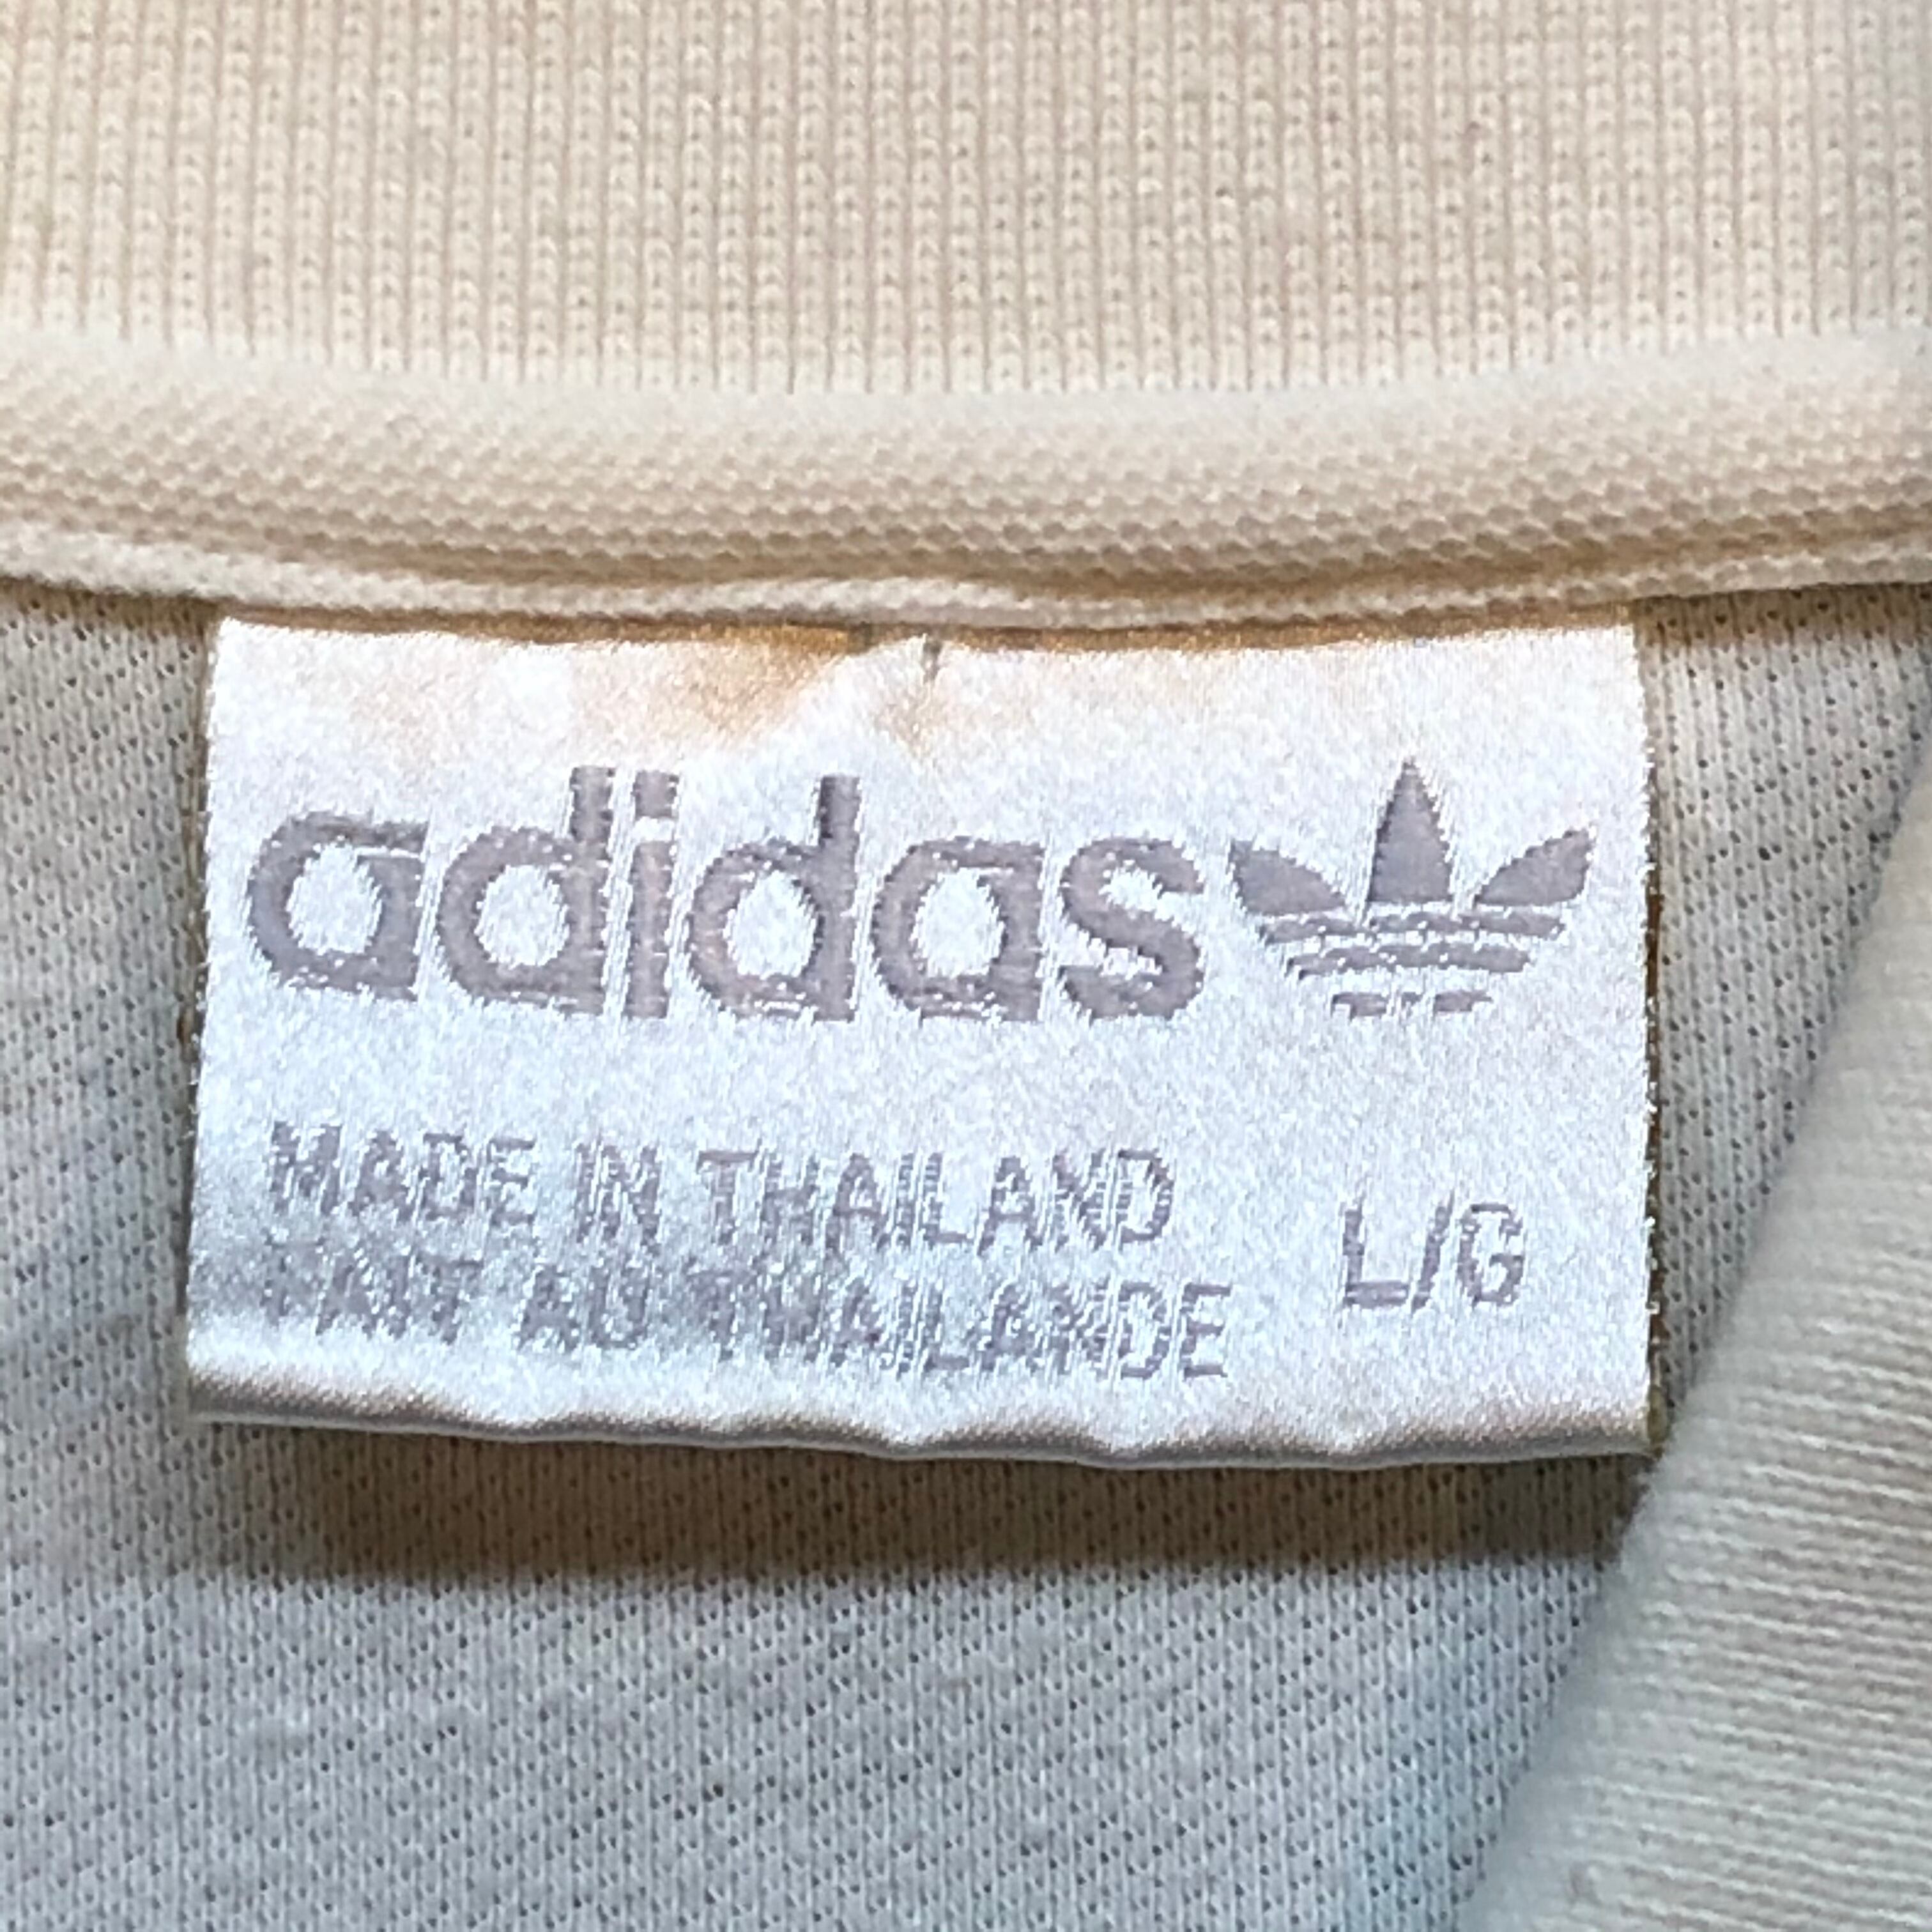 adidas
MADE IN THAILAND
FAIT AU THAILANDE
L/G